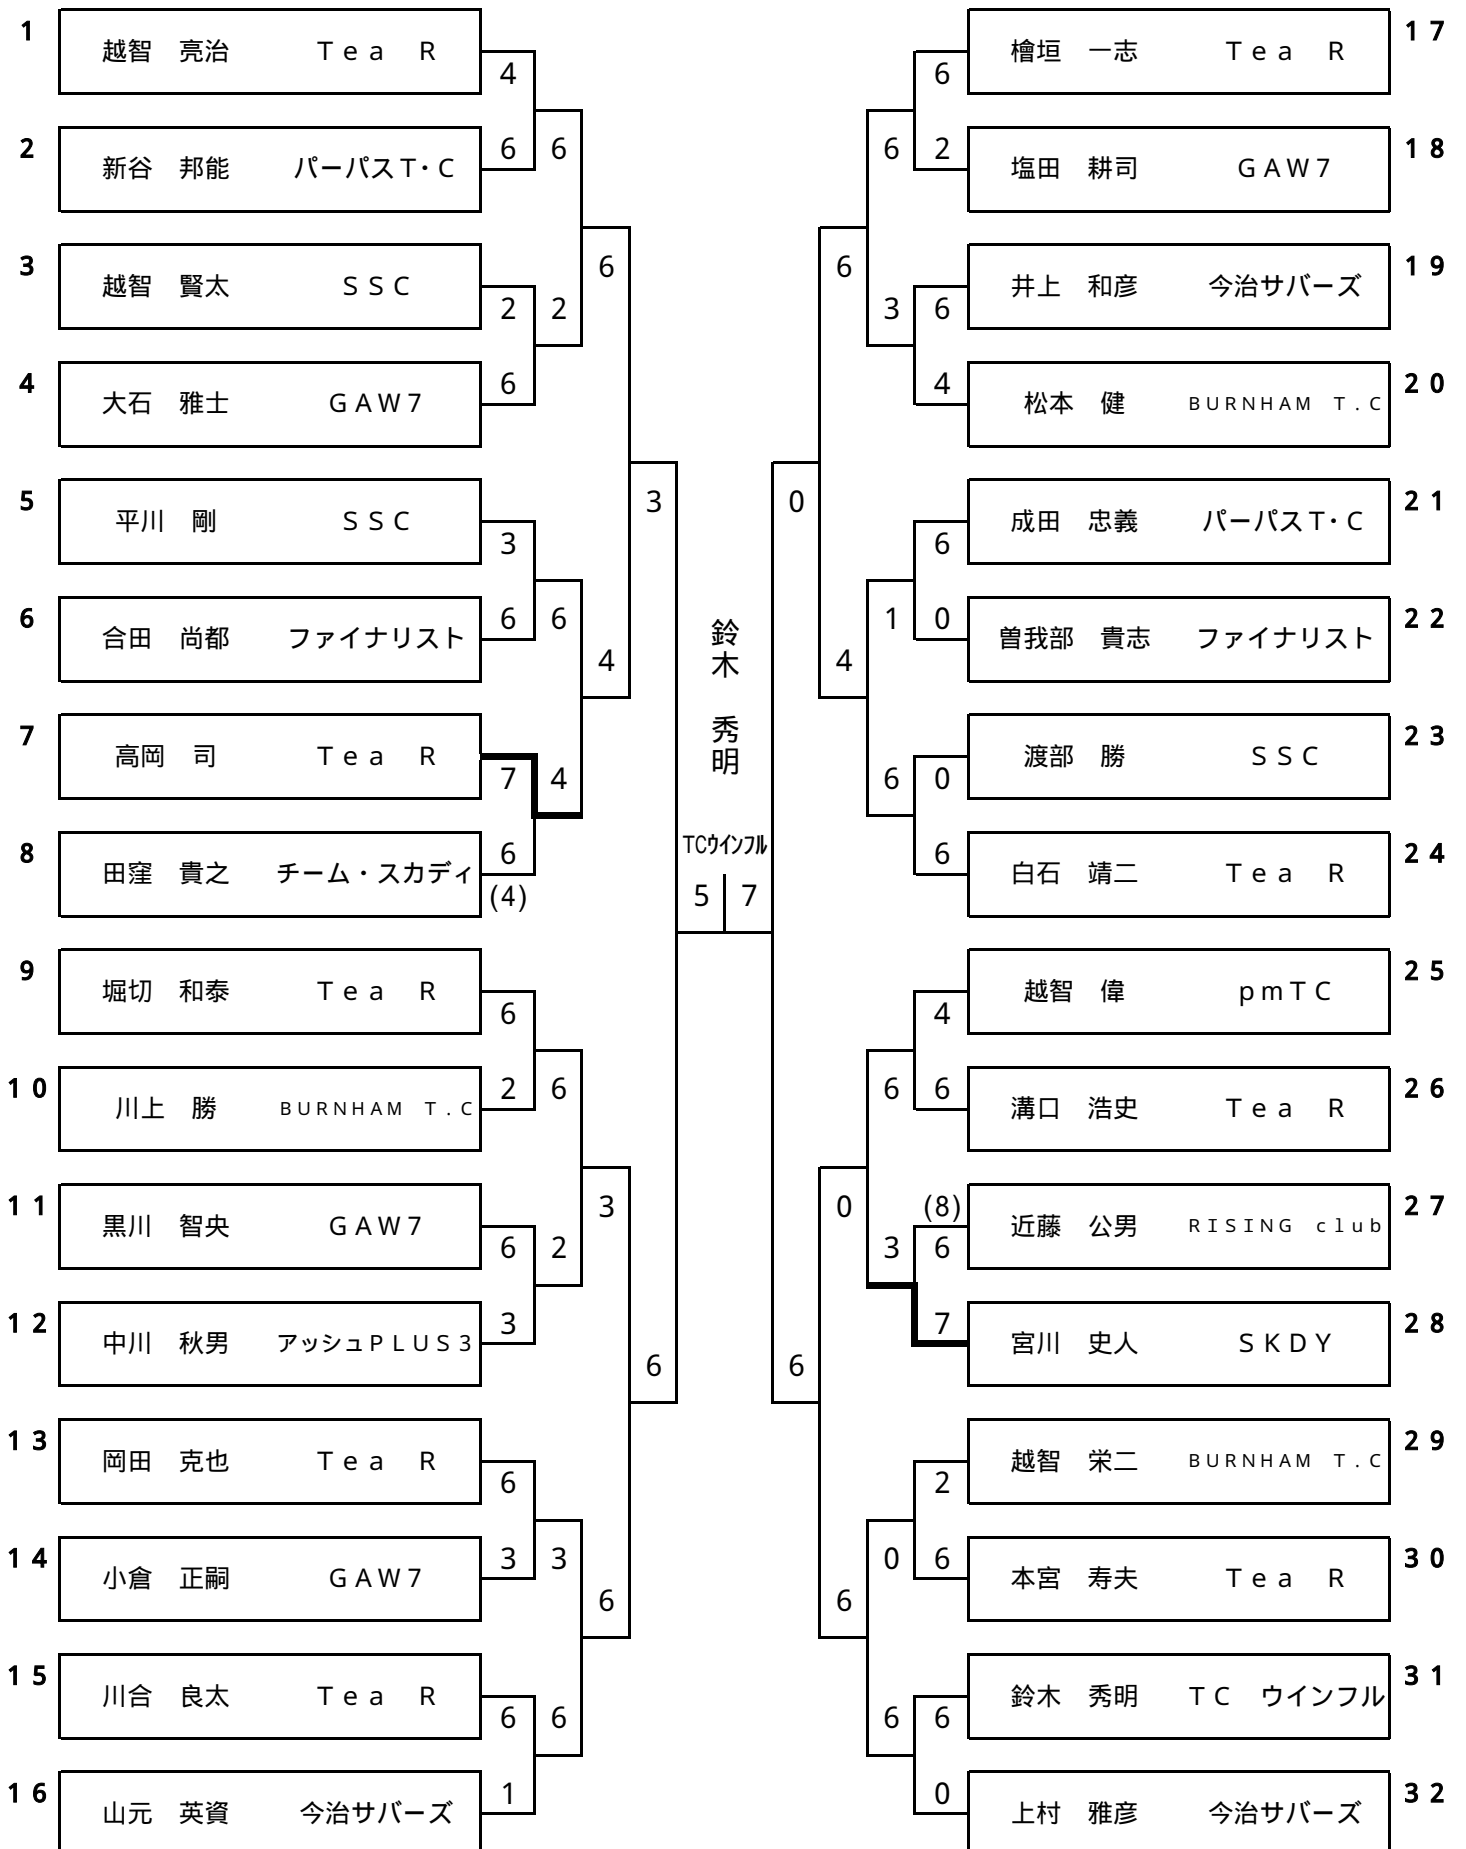 1 越智　亮治 Ｔｅａ　Ｒ
4
2 新谷　邦能 パーパスＴ・Ｃ
6 6
3 越智　賢太 ＳＳＣ
2 2
6
4 大石　雅士 ＧＡＷ７
6
5 平川　剛 ＳＳＣ
3
3
6 合田　尚都 ファイナリスト
6 6
4
7 高岡　司 Ｔｅａ　Ｒ
7 4
8 田窪　貴之 チーム・スカディ
6
(4)
9 堀切　和泰 Ｔｅａ　Ｒ
6
10 川上　勝 ＢＵＲＮＨＡＭ　Ｔ．Ｃ
2 6
11 黒川　智央 ＧＡＷ７
6 2
3
12 中川　秋男 アッシュＰＬＵＳ３
3
6
13 岡田　克也 Ｔｅａ　Ｒ
6
14 小倉　正嗣 ＧＡＷ７
3 3
6
15 川合　良太 Ｔｅａ　Ｒ
6 6
16 山元　英資 今治サバーズ
1
鈴木　秀明
TCウインフル
5 7
檜垣　一志 Ｔｅａ　Ｒ 17
6
塩田　耕司 ＧＡＷ７ 18
6 2
井上　和彦 今治サバーズ 19
6
3 6
松本　健 ＢＵＲＮＨＡＭ　Ｔ．Ｃ 20
4
成田　忠義 パーパスＴ・Ｃ 21
0
6
曽我部　貴志 ファイナリスト 22
1 0
4
渡部　勝 ＳＳＣ 23
6 0
白石　靖二 Ｔｅａ　Ｒ 24
6
越智　偉 ｐｍＴＣ 25
4
溝口　浩史 Ｔｅａ　Ｒ 26
6 6
近藤　公男 ＲＩＳＩＮＧ　ｃｌｕｂ 27
0 (8)
3 6
宮川　史人 ＳＫＤＹ 28
7
6
越智　栄二 ＢＵＲＮＨＡＭ　Ｔ．Ｃ 29
2
本宮　寿夫 Ｔｅａ　Ｒ 30
0 6
6
鈴木　秀明 ＴＣ　ウインフル 31
6 6
上村　雅彦 今治サバーズ 32
0